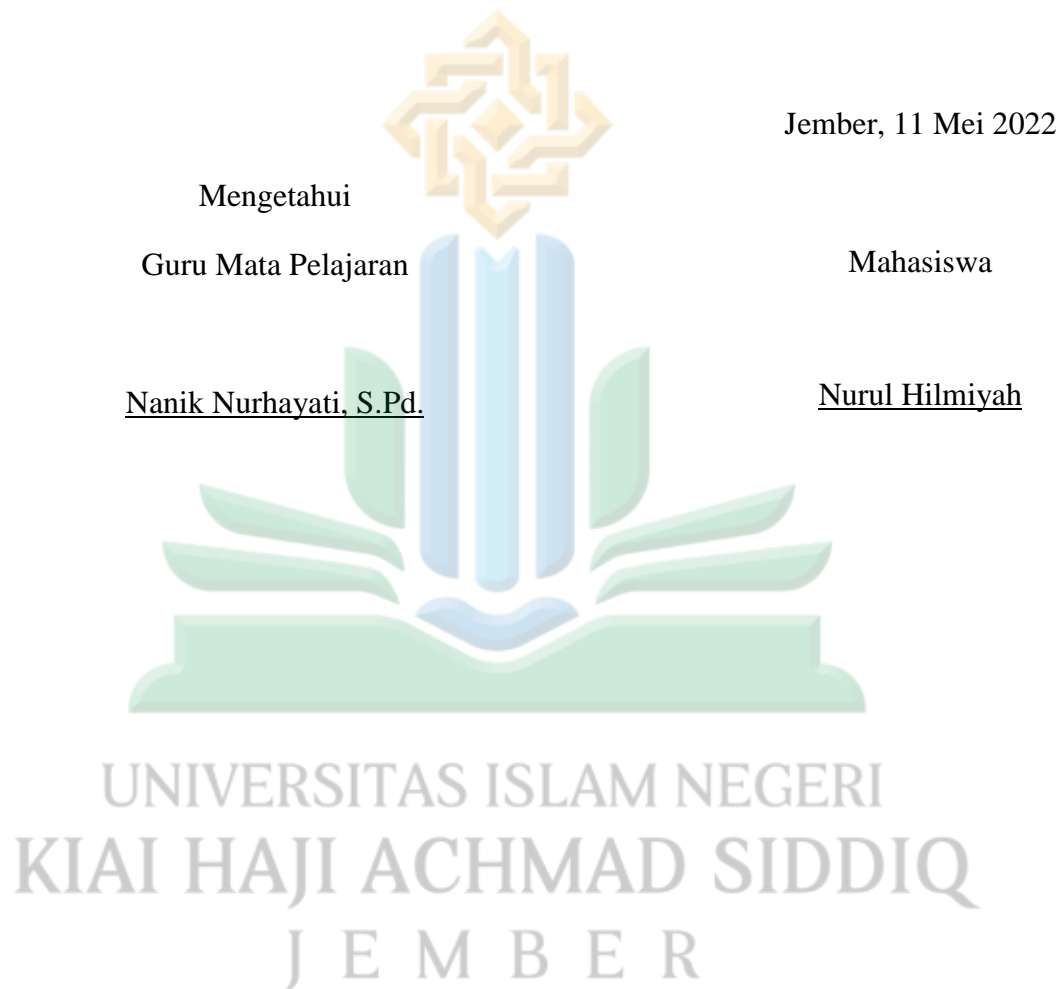 Jember, 11 Mei 2022
Mengetahui
Guru Mata Pelajaran
Mahasiswa
Nanik Nurhayati, S.Pd.
Nurul Hilmiyah
UNIVERSITAS ISLAM NEGERI
KIAI HAJI ACHMAD SIDDIQ
JEMBER